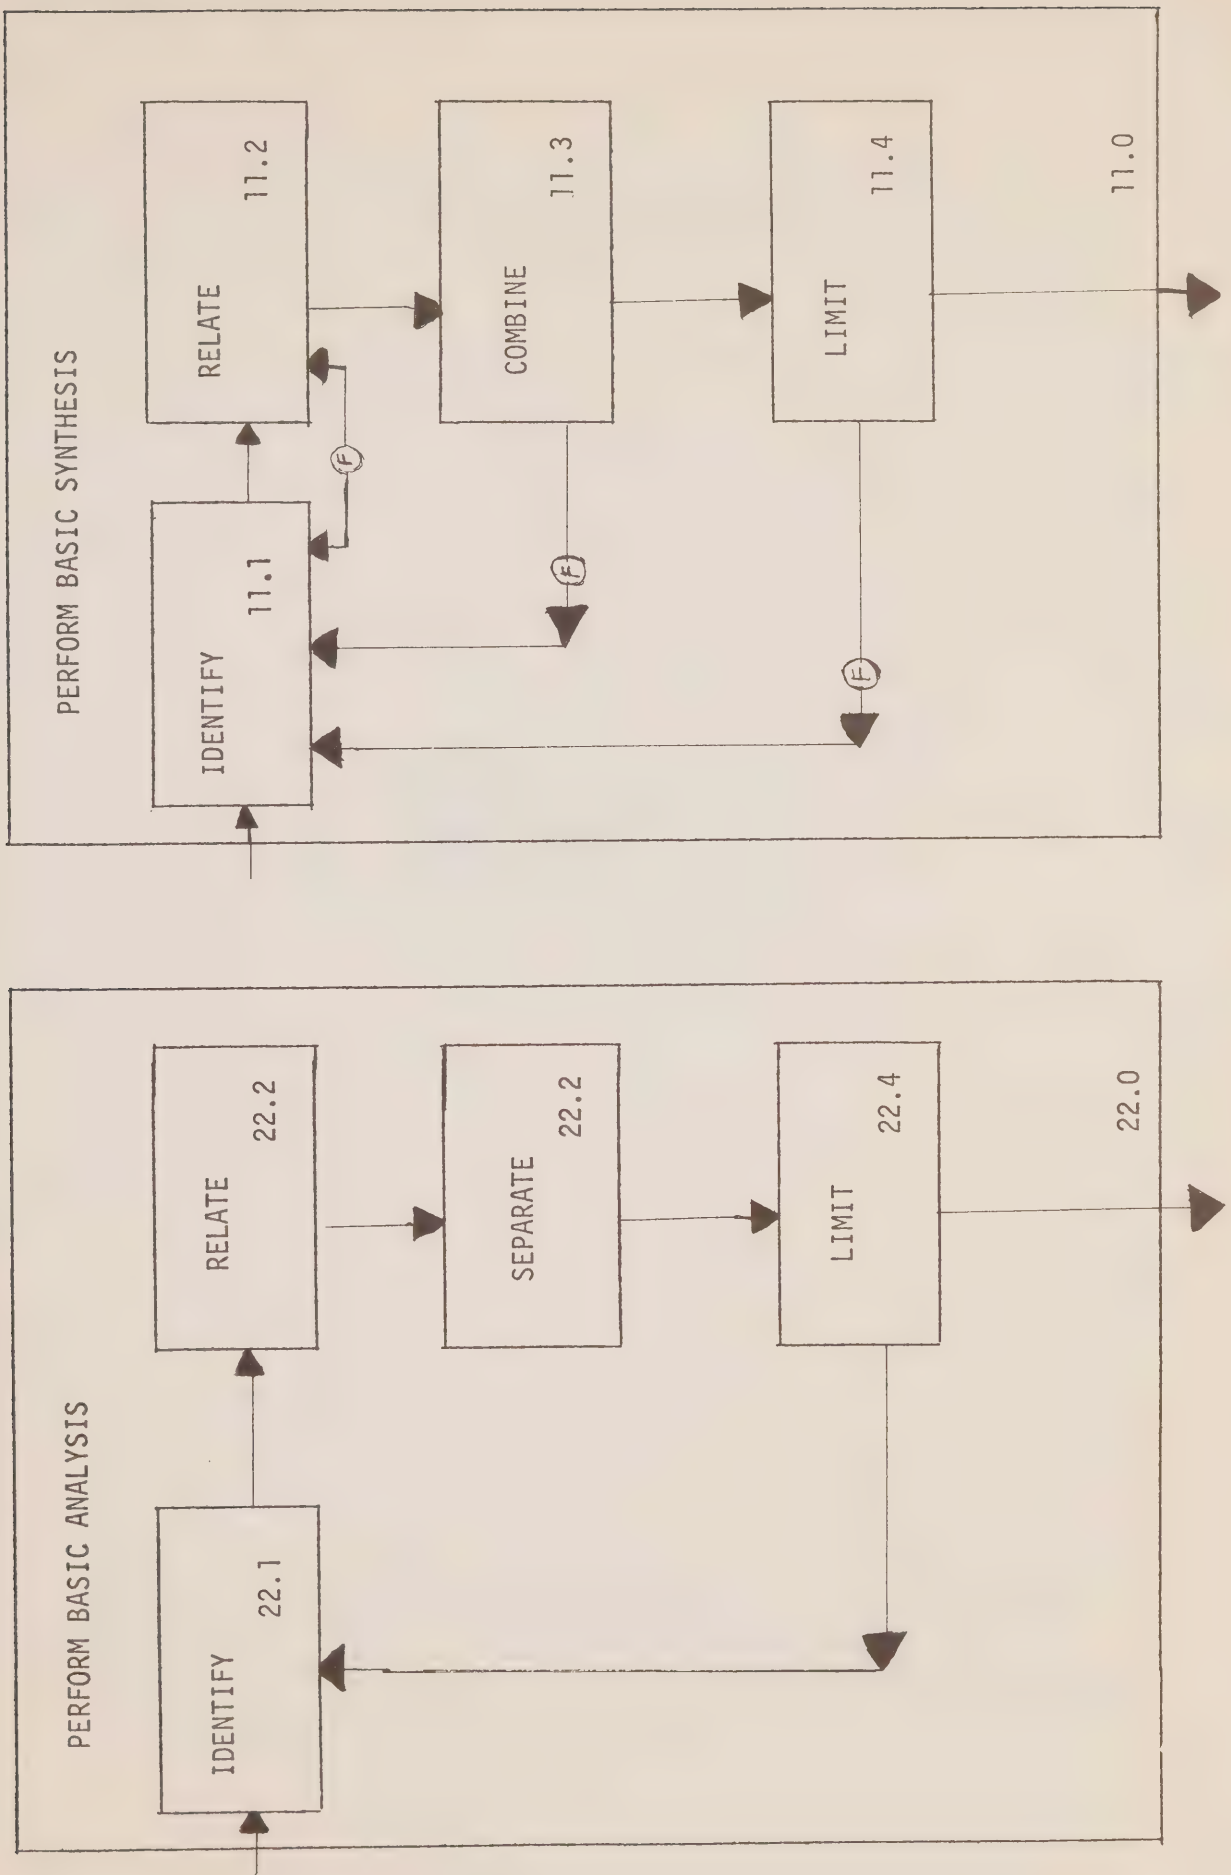 PERFORM BASIC ANALYSIS
IDENTIFY
22.1
RELATE
22.2
SEPARATE
22.2
LIMIT
22.4
22.0
PERFORM BASIC SYNTHESIS
IDENTIFY
11.1
RELATE
11.2
F
COMBINE
11.3
F
LIMIT
11.4
F
11.0